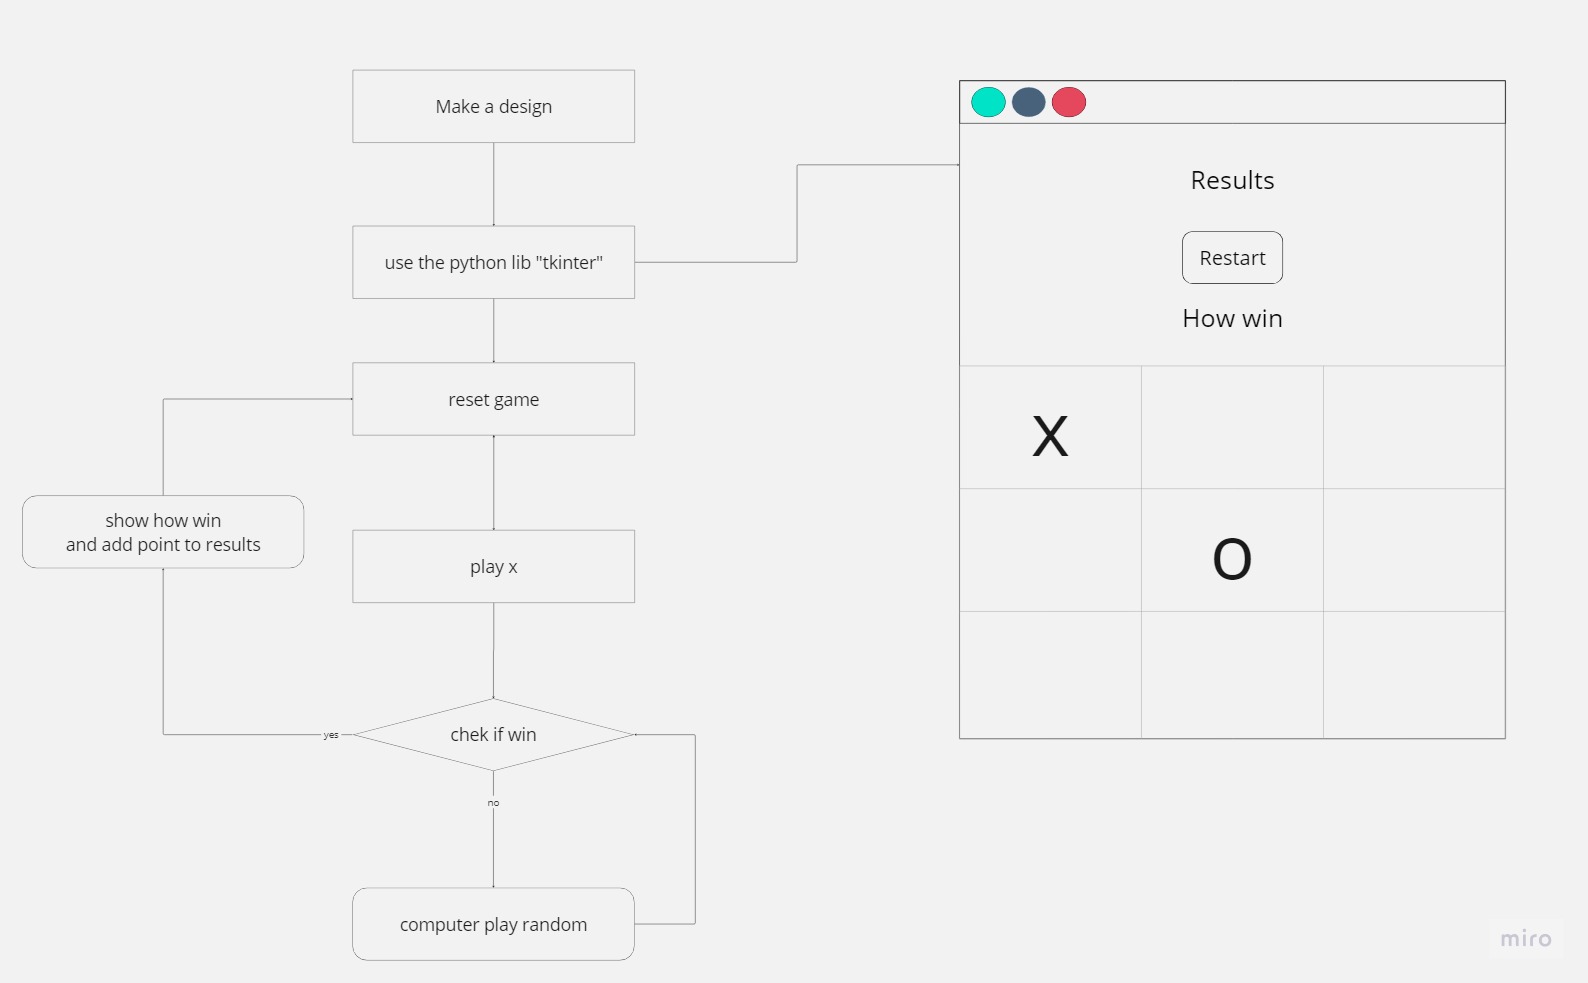 Make a design
use the python lib "tkinter"
reset game
show how win
and add point to results
play x
chek if win
yes
no
computer play random
Results
Restart
How win
X
O
miro